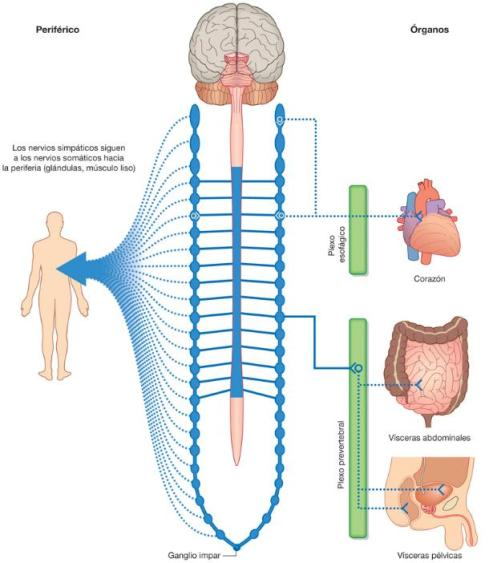 Periférico
Órganos
Los nervios simpáticos siguen
a los nervios somáticos hacia
la periferia (glándulas, músculo liso)
Plexo
esofágico
Corazón
Plexo prevertebral
Vísceras abdominales
Vísceras pélvicas
Ganglio impar